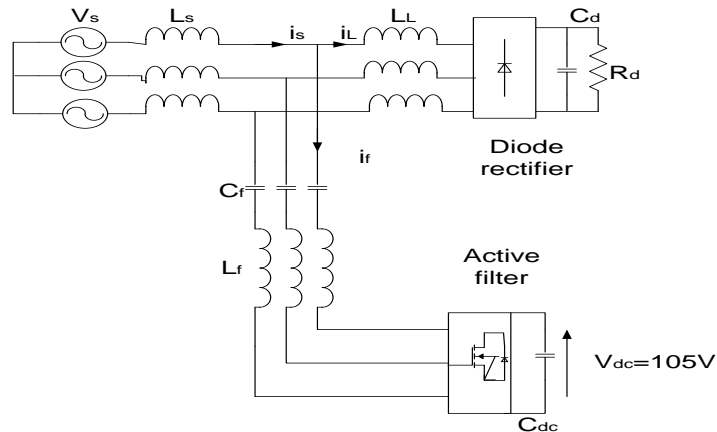 Vs
Ls
is
iL
LL
Cd
Rd
Diode
rectifier
if
Cf
Lf
Active
filter
Vdc=105V
Cdc